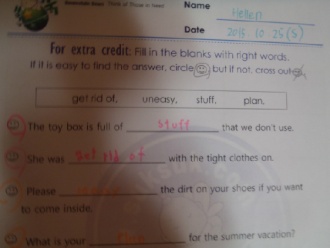 Name Hellen
Date 2015. 10. 25 (S)
For extra credit: Fill in the blanks with right words.
If it is easy to find the answer, circle but if not, cross out
get rid of, uneasy, stuff, plan.
The toy box is full of stuff that we don't use.
She was get rid of with the tight clothes on.
Please the dirt on your shoes if you want
to come inside.
What is your for the summer vacation?